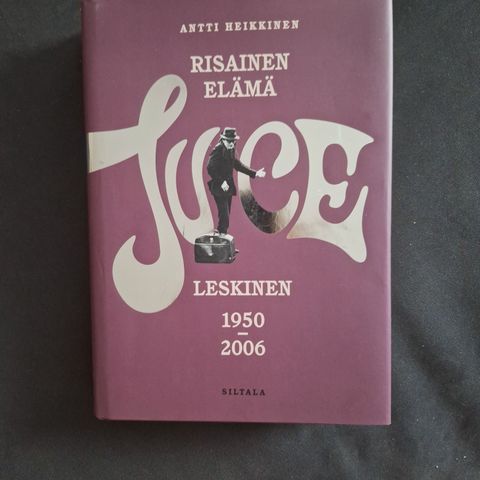 ANTTI HEIKKINEN
RISAINEN
ELÄMÄ
JUICE
LESKINEN
1950
–
2006
SILTALA